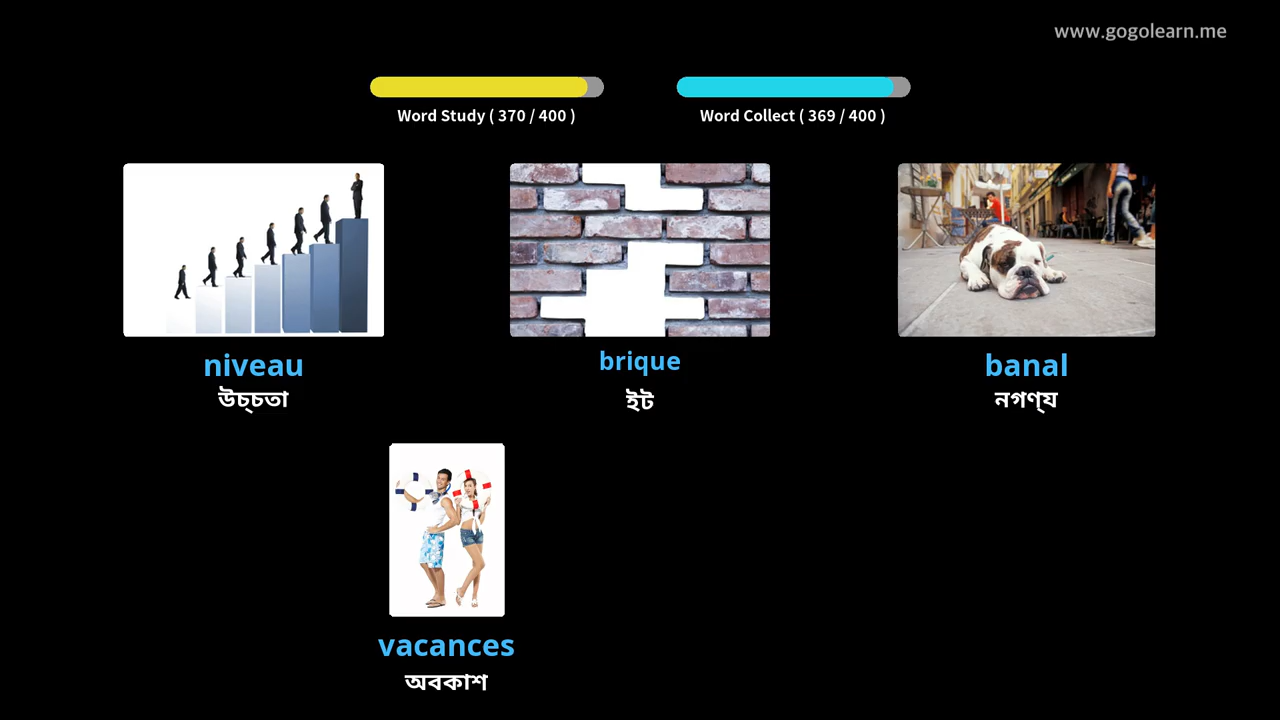 www.gogolearn.me
Word Study ( 370 / 400 )
Word Collect ( 369 / 400 )
niveau
উচ্চতা
brique
ইট
banal
নগণ্য
vacances
অবকাশ